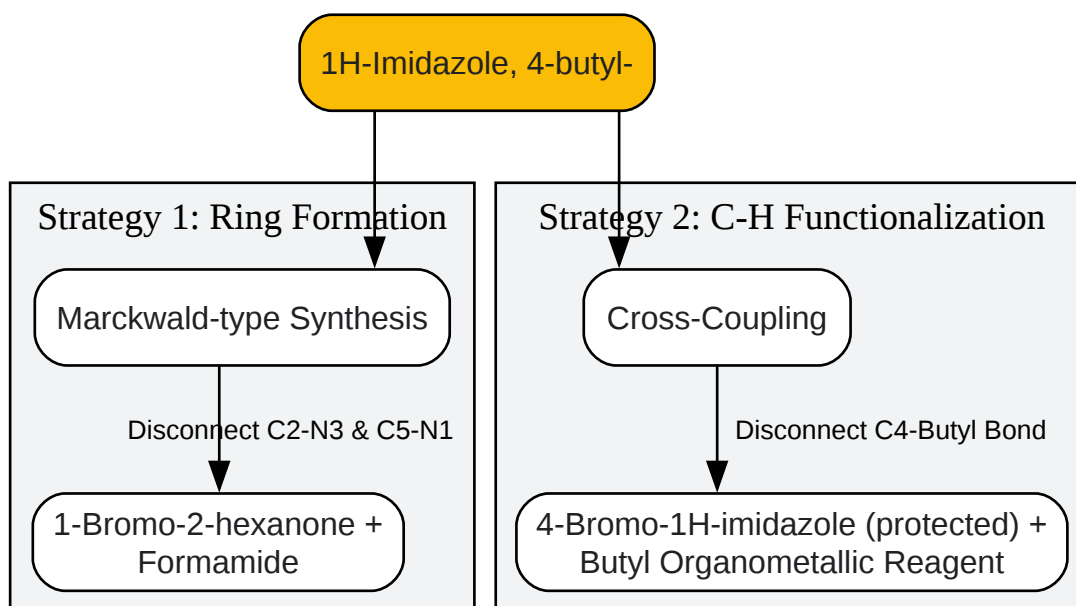 1H-Imidazole, 4-butyl-
Strategy 1: Ring Formation
Marckwald-type Synthesis
Disconnect C2-N3 & C5-N1
1-Bromo-2-hexanone +
Formamide
Strategy 2: C-H Functionalization
Cross-Coupling
Disconnect C4-Butyl Bond
4-Bromo-1H-imidazole (protected) +
Butyl Organometallic Reagent